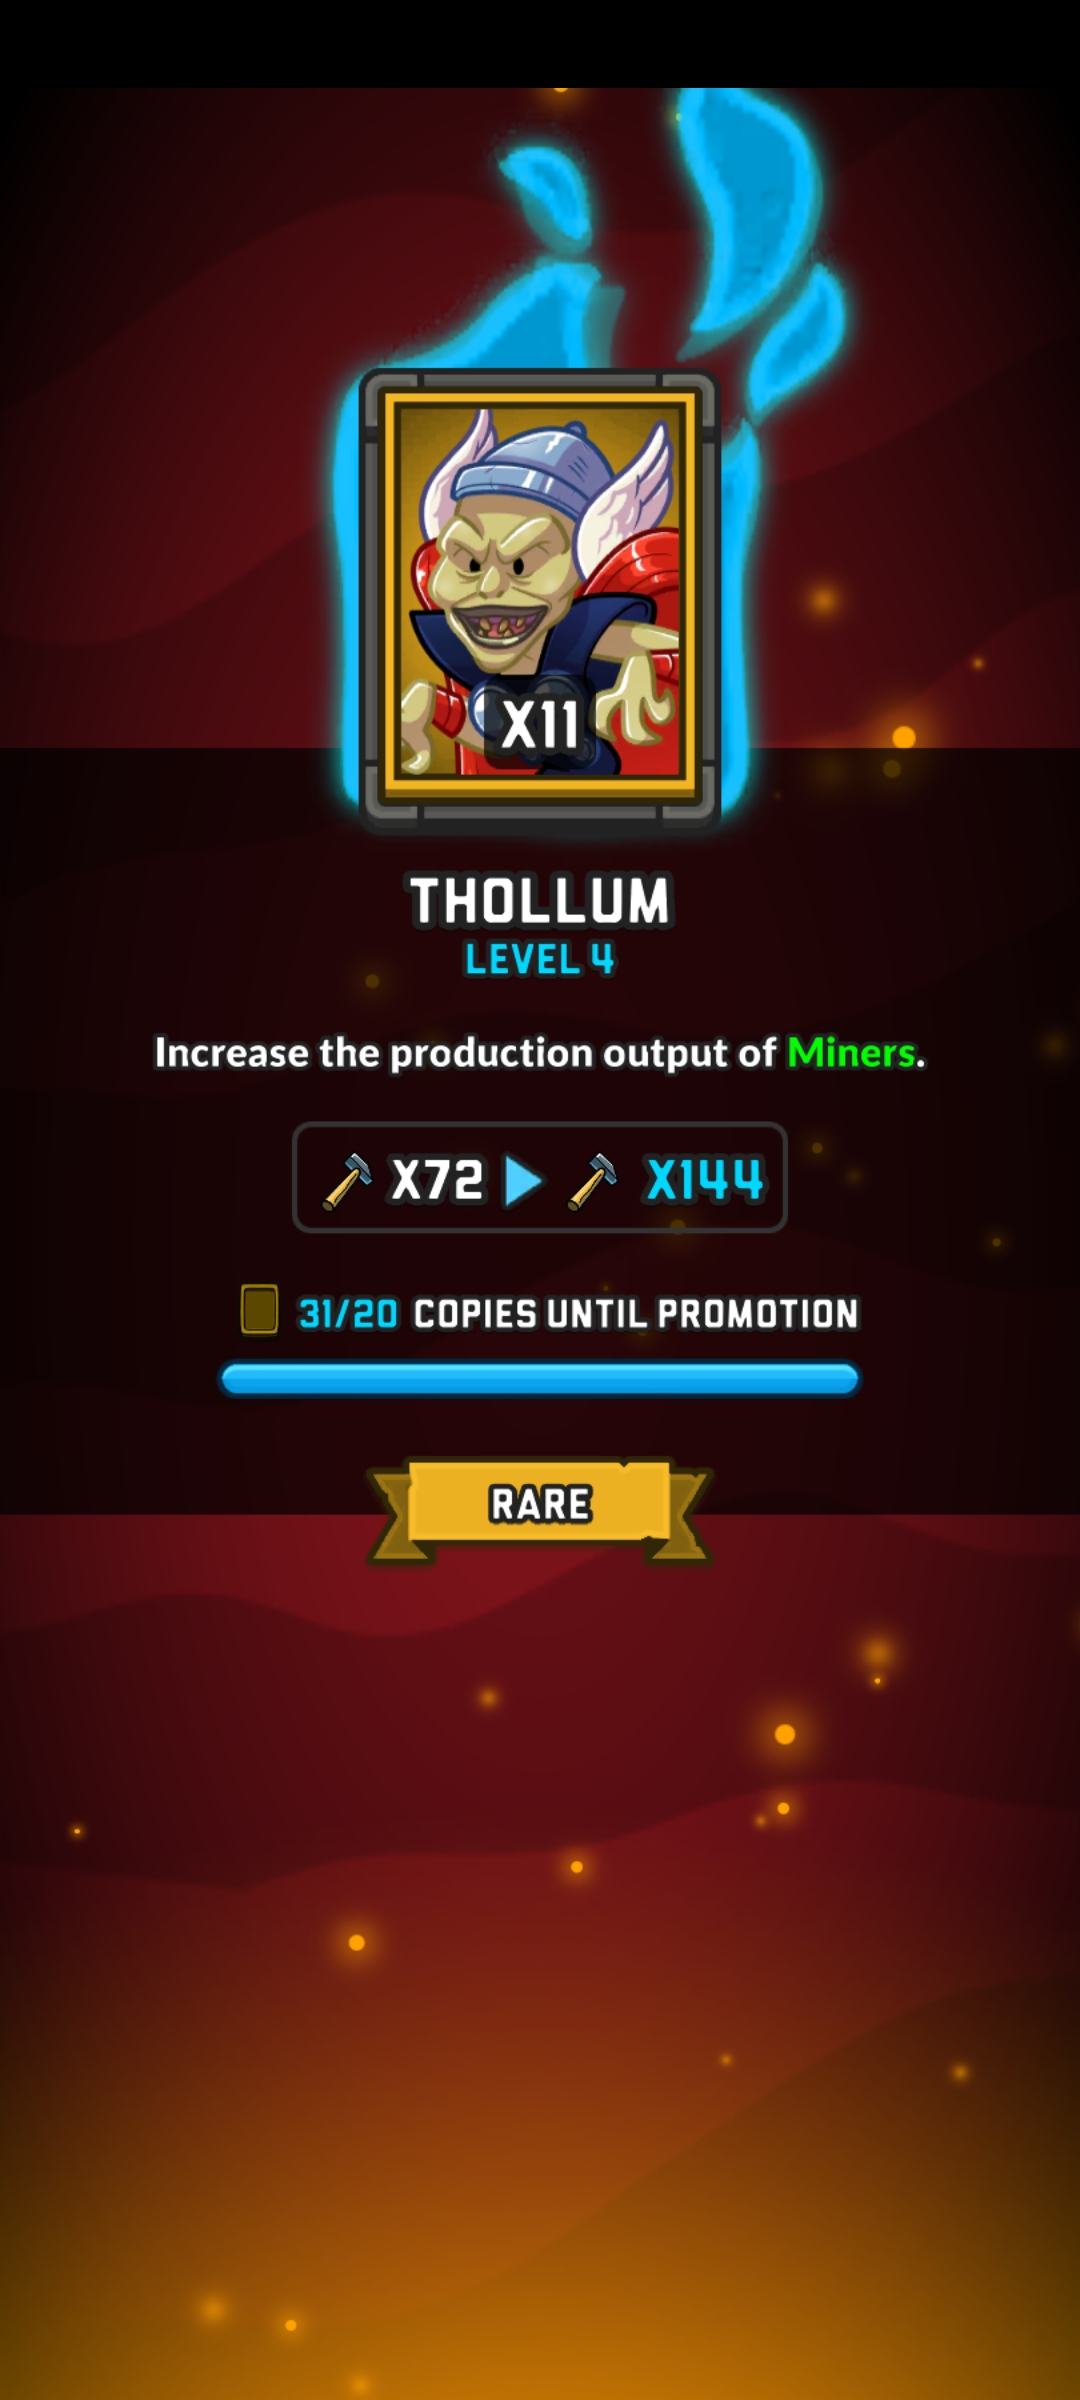 X11
THOLLUM
LEVEL 4
Increase the production output of Miners.
X72 X144
31/20 COPIES UNTIL PROMOTION
RARE